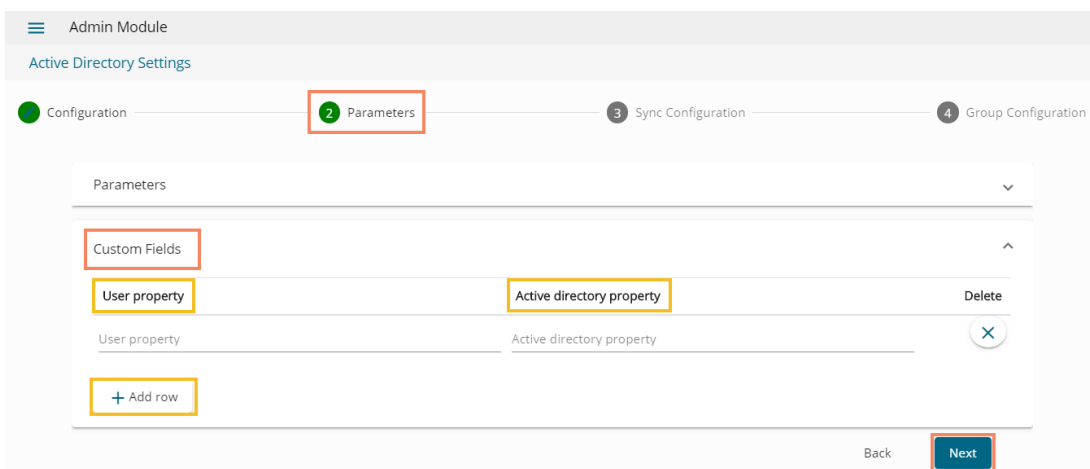 Admin Module
Active Directory Settings
Configuration 2 Parameters 3 Sync Configuration 4 Group Configuration
Parameters
Custom Fields
User property Active directory property Delete
User property Active directory property
+ Add row
Back Next